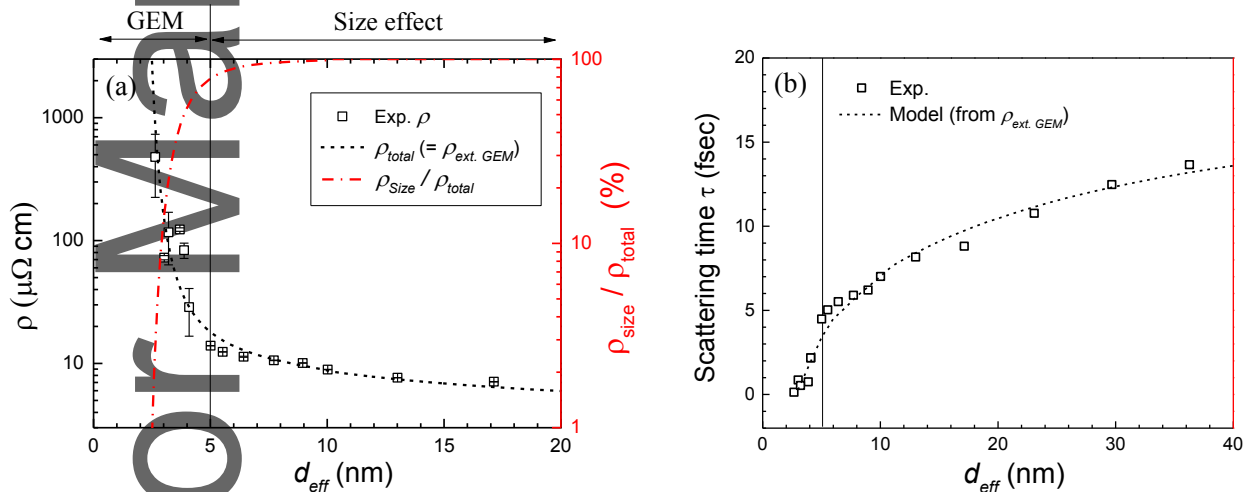 GEM Size effect
(a)
1000
100
10
ρ (μΩ cm)
Exp. ρ
ρtotal (= ρext. GEM)
ρSize / ρtotal
100
10
1
ρsize / ρtotal (%)
0 5 10 15 20
deff (nm)
(b)
20
15
10
5
0
Scattering time τ (fsec)
Exp.
Model (from ρext. GEM)
0 10 20 30 40
deff (nm)